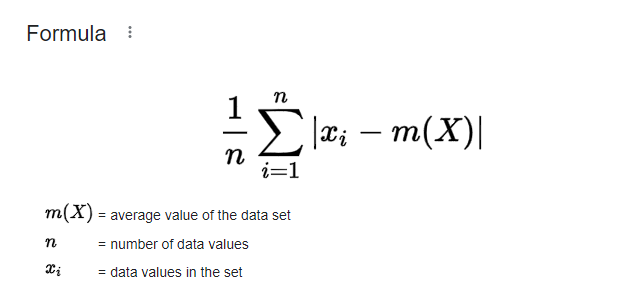 Formula
1/n n∑i=1 |xᵢ − m(X)|
m(X) = average value of the data set
n = number of data values
xᵢ = data values in the set